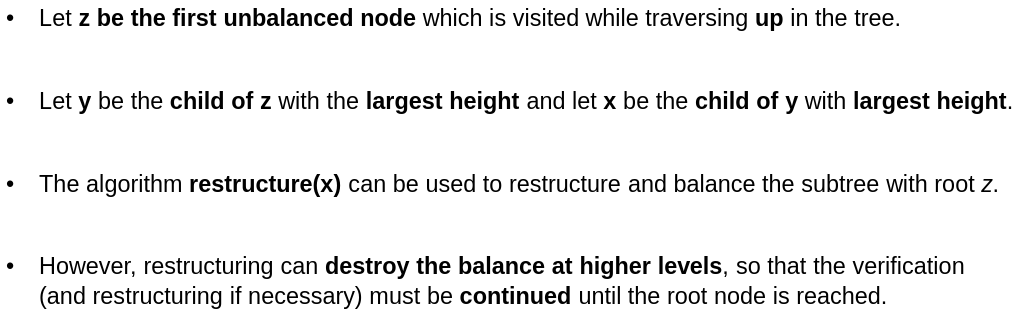 • Let z be the first unbalanced node which is visited while traversing up in the tree.
• Let y be the child of z with the largest height and let x be the child of y with largest height.
• The algorithm restructure(x) can be used to restructure and balance the subtree with root z.
• However, restructuring can destroy the balance at higher levels, so that the verification
(and restructuring if necessary) must be continued until the root node is reached.